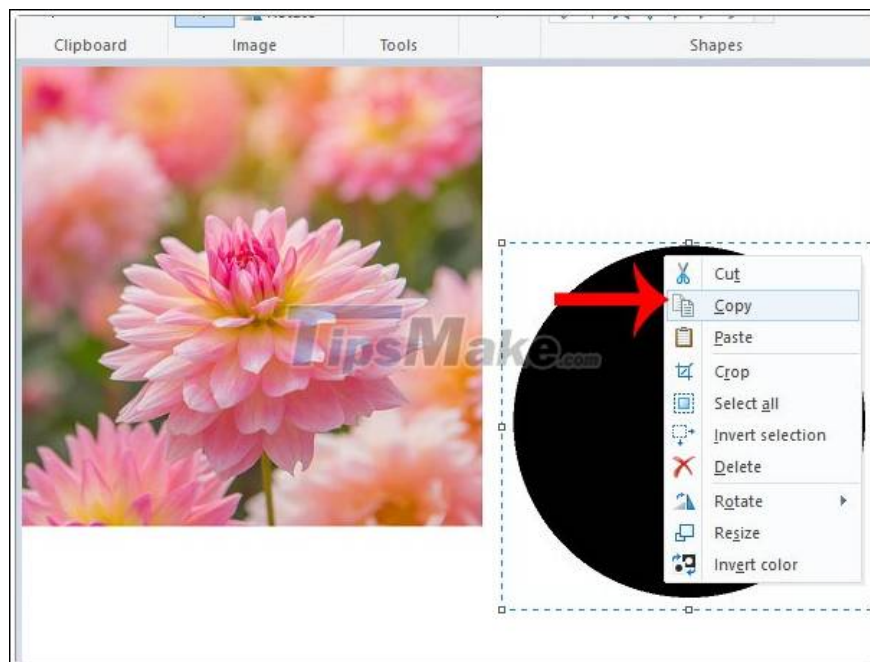 Clipboard
Image
Tools
Shapes
TipsMake.com
Cut
Copy
Paste
Crop
Select all
Invert selection
Delete
Rotate
Resize
Invert color